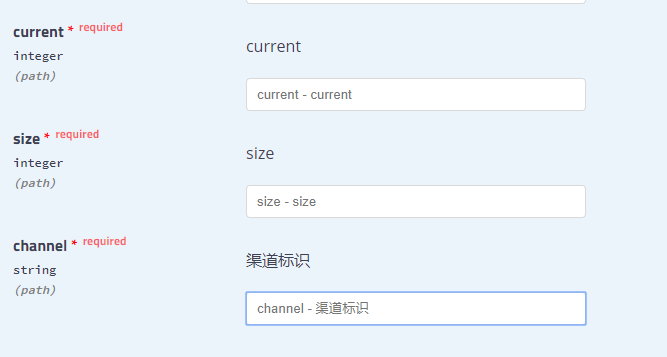 current * required
integer
(path)
current
current - current
size * required
integer
(path)
size
size - size
channel * required
string
(path)
渠道标识
channel - 渠道标识